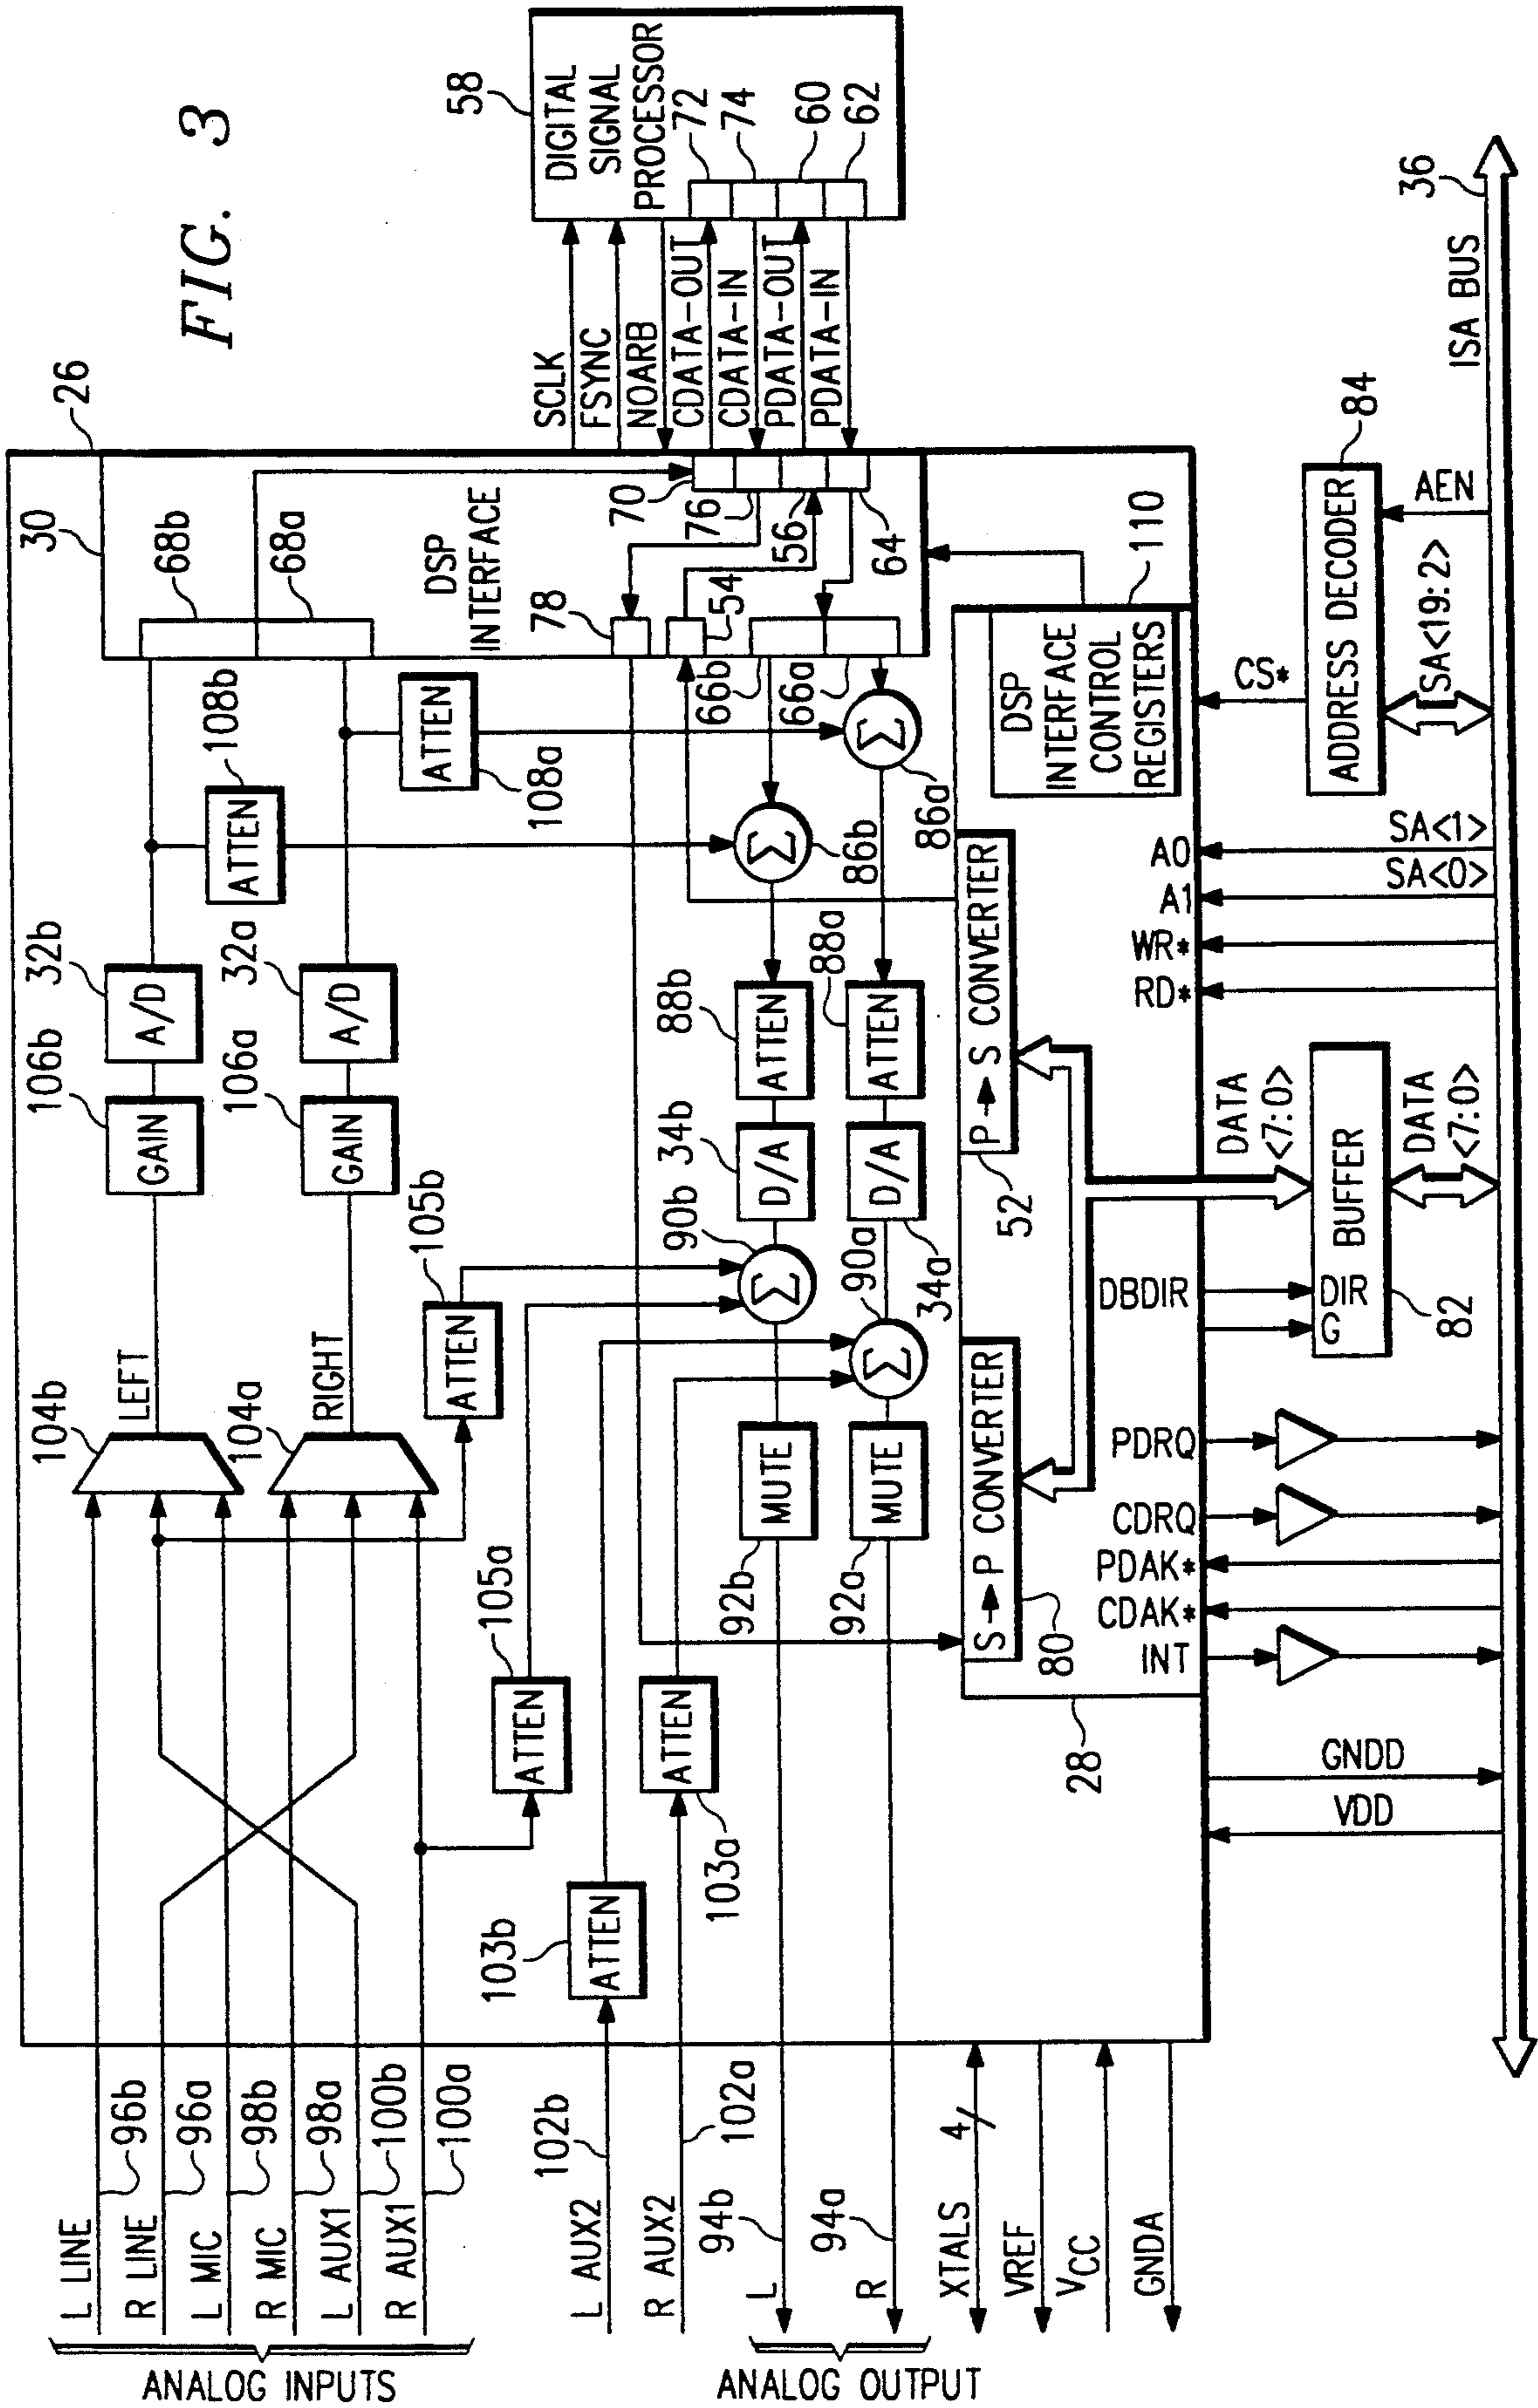 FIG. 3
ANALOG INPUTS
L LINE
96b
R LINE
96a
L MIC
98b
R MIC
98a
L AUX1
100b
R AUX1
100a
L AUX2
102b
R AUX2
102a
ANALOG OUTPUT
L
94b
R
94a
XTALS
4
VREF
VCC
GNDA
103b
ATTEN
103a
ATTEN
105a
ATTEN
105b
ATTEN
104b
LEFT
104a
RIGHT
106b
GAIN
106a
GAIN
32b
A/D
32a
A/D
108b
ATTEN
108a
ATTEN
92b
MUTE
92a
MUTE
90b
Σ
90a
Σ
34b
D/A
34a
D/A
88b
ATTEN
88a
ATTEN
86b
Σ
86a
Σ
26
30
68b
68a
DSP
INTERFACE
70
76
56
64
78
54
66b
66a
SCLK
FSYNC
NOARB
CDATA-OUT
CDATA-IN
PDATA-OUT
PDATA-IN
58
DIGITAL
SIGNAL
PROCESSOR
72
74
60
62
28
S→P CONVERTER
80
P→S CONVERTER
52
DSP
INTERFACE
CONTROL
REGISTERS
110
VDD
GNDD
INT
CDAK*
PDAK*
CDRQ
PDRQ
DBDIR
DIR
G
BUFFER
82
DATA
<7:0>
DATA
<7:0>
RD*
WR*
A1
SA<0>
A0
SA<1>
CS*
ADDRESS DECODER
84
SA<19:2>
AEN
ISA BUS
36